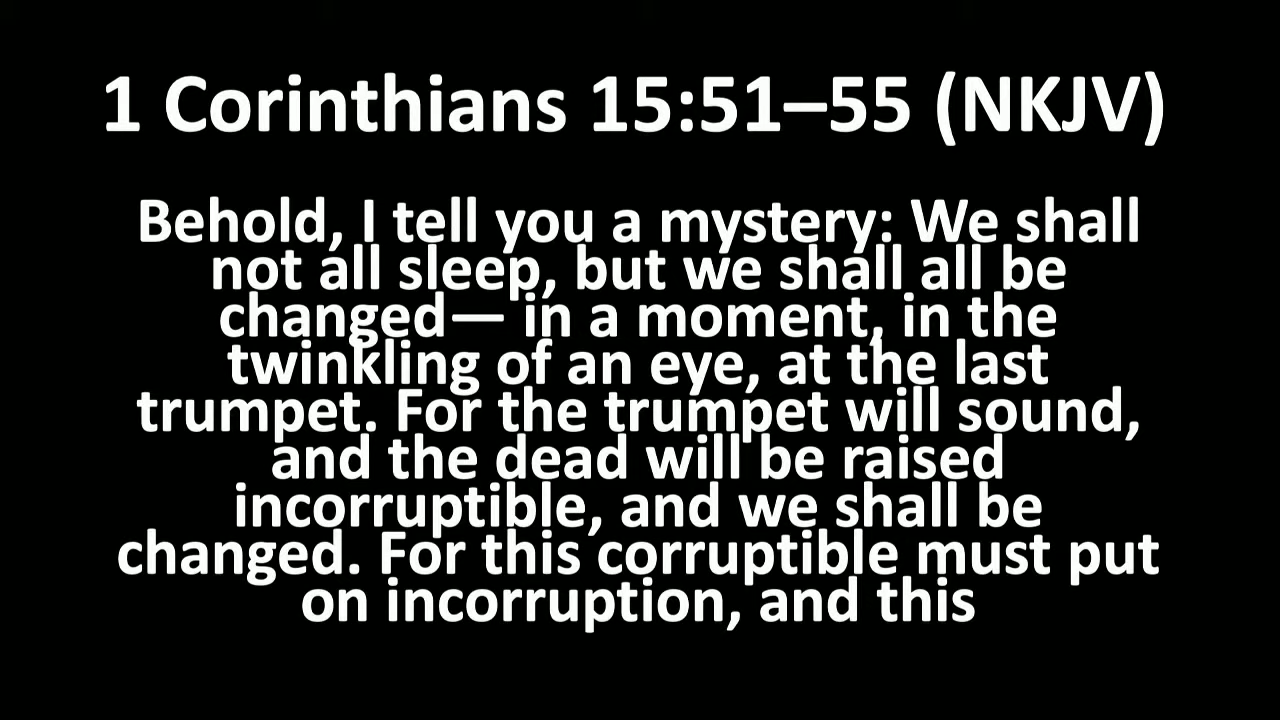 1 Corinthians 15:51–55 (NKJV)
Behold, I tell you a mystery: We shall
not all sleep, but we shall all be
changed— in a moment, in the
twinkling of an eye, at the last
trumpet. For the trumpet will sound,
and the dead will be raised
incorruptible, and we shall be
changed. For this corruptible must put
on incorruption, and this